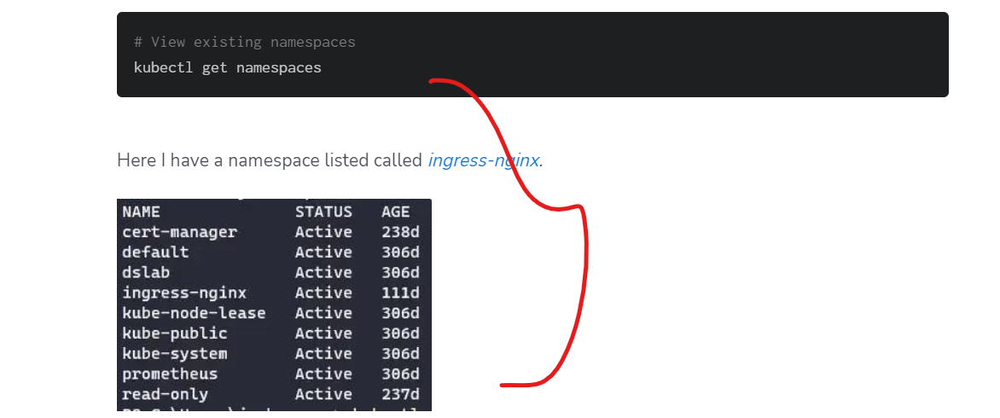 # View existing namespaces
kubectl get namespaces
Here I have a namespace listed called ingress-nginx.
NAME STATUS AGE
cert-manager Active 238d
default Active 306d
dslab Active 306d
ingress-nginx Active 111d
kube-node-lease Active 306d
kube-public Active 306d
kube-system Active 306d
prometheus Active 306d
read-only Active 237d